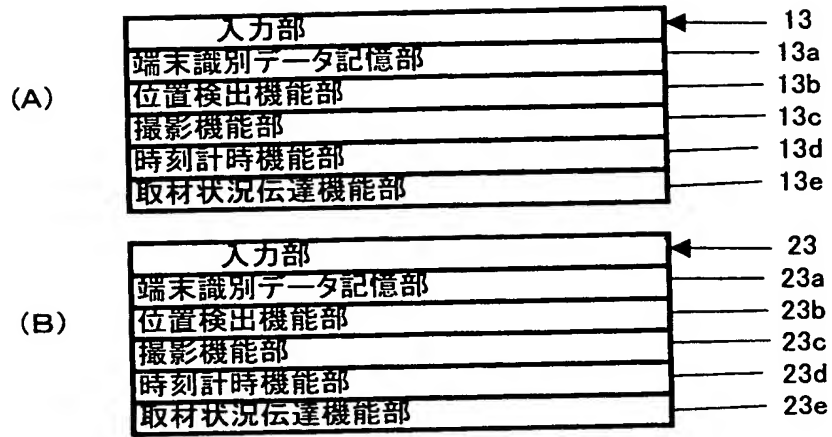 入力部 13
端末識別データ記憶部 13a
(A)
位置検出機能部 13b
撮影機能部 13c
時刻計時機能部 13d
取材状況伝達機能部 13e
入力部 23
端末識別データ記憶部 23a
(B)
位置検出機能部 23b
撮影機能部 23c
時刻計時機能部 23d
取材状況伝達機能部 23e